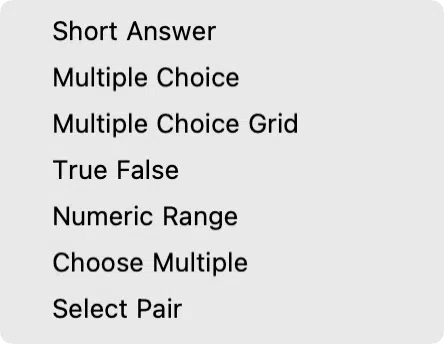 Short Answer
Multiple Choice
Multiple Choice Grid
True False
Numeric Range
Choose Multiple
Select Pair